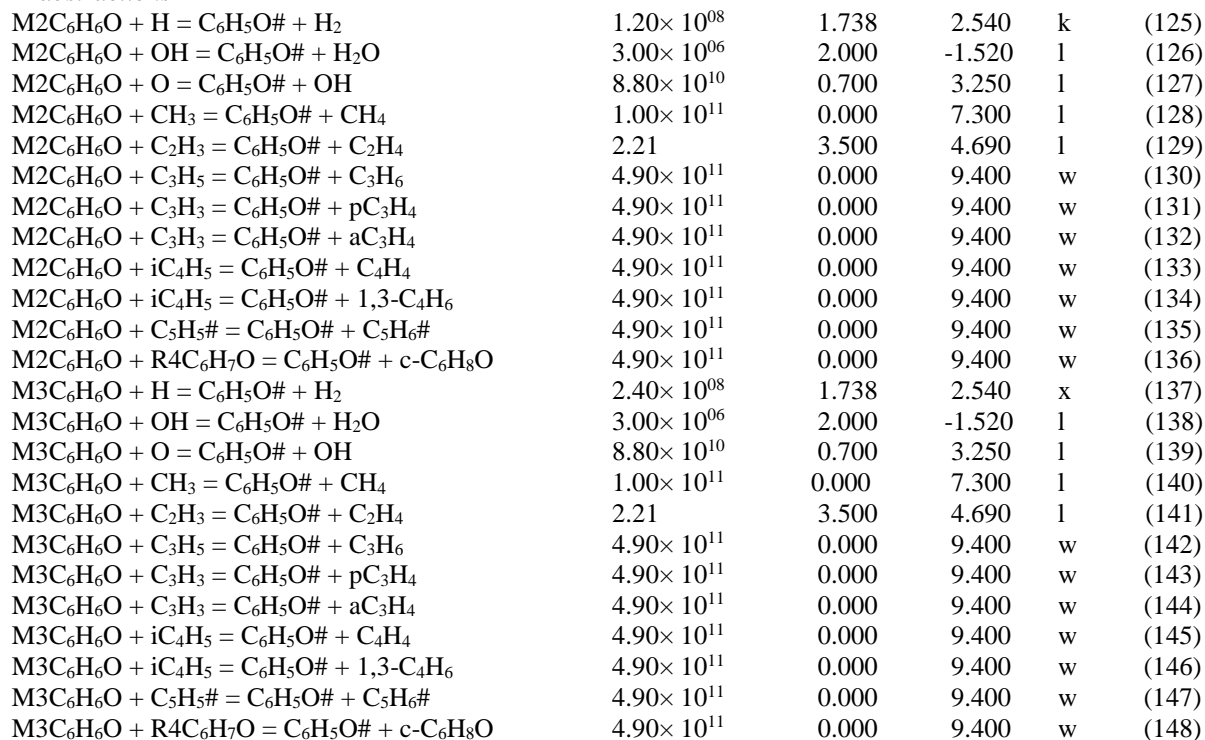 M2C₆H₆O + H = C₆H₅O# + H₂ 1.20× 10⁰⁸ 1.738 2.540 k (125)
M2C₆H₆O + OH = C₆H₅O# + H₂O 3.00× 10⁰⁶ 2.000 -1.520 l (126)
M2C₆H₆O + O = C₆H₅O# + OH 8.80× 10¹⁰ 0.700 3.250 l (127)
M2C₆H₆O + CH₃ = C₆H₅O# + CH₄ 1.00× 10¹¹ 0.000 7.300 l (128)
M2C₆H₆O + C₂H₃ = C₆H₅O# + C₂H₄ 2.21 3.500 4.690 l (129)
M2C₆H₆O + C₃H₅ = C₆H₅O# + C₃H₆ 4.90× 10¹¹ 0.000 9.400 w (130)
M2C₆H₆O + C₃H₃ = C₆H₅O# + pC₃H₄ 4.90× 10¹¹ 0.000 9.400 w (131)
M2C₆H₆O + C₃H₃ = C₆H₅O# + aC₃H₄ 4.90× 10¹¹ 0.000 9.400 w (132)
M2C₆H₆O + iC₄H₅ = C₆H₅O# + C₄H₄ 4.90× 10¹¹ 0.000 9.400 w (133)
M2C₆H₆O + iC₄H₅ = C₆H₅O# + 1,3-C₄H₆ 4.90× 10¹¹ 0.000 9.400 w (134)
M2C₆H₆O + C₅H₅# = C₆H₅O# + C₅H₆# 4.90× 10¹¹ 0.000 9.400 w (135)
M2C₆H₆O + R4C₆H₇O = C₆H₅O# + c-C₆H₈O 4.90× 10¹¹ 0.000 9.400 w (136)
M3C₆H₆O + H = C₆H₅O# + H₂ 2.40× 10⁰⁸ 1.738 2.540 x (137)
M3C₆H₆O + OH = C₆H₅O# + H₂O 3.00× 10⁰⁶ 2.000 -1.520 l (138)
M3C₆H₆O + O = C₆H₅O# + OH 8.80× 10¹⁰ 0.700 3.250 l (139)
M3C₆H₆O + CH₃ = C₆H₅O# + CH₄ 1.00× 10¹¹ 0.000 7.300 l (140)
M3C₆H₆O + C₂H₃ = C₆H₅O# + C₂H₄ 2.21 3.500 4.690 l (141)
M3C₆H₆O + C₃H₅ = C₆H₅O# + C₃H₆ 4.90× 10¹¹ 0.000 9.400 w (142)
M3C₆H₆O + C₃H₃ = C₆H₅O# + pC₃H₄ 4.90× 10¹¹ 0.000 9.400 w (143)
M3C₆H₆O + C₃H₃ = C₆H₅O# + aC₃H₄ 4.90× 10¹¹ 0.000 9.400 w (144)
M3C₆H₆O + iC₄H₅ = C₆H₅O# + C₄H₄ 4.90× 10¹¹ 0.000 9.400 w (145)
M3C₆H₆O + iC₄H₅ = C₆H₅O# + 1,3-C₄H₆ 4.90× 10¹¹ 0.000 9.400 w (146)
M3C₆H₆O + C₅H₅# = C₆H₅O# + C₅H₆# 4.90× 10¹¹ 0.000 9.400 w (147)
M3C₆H₆O + R4C₆H₇O = C₆H₅O# + c-C₆H₈O 4.90× 10¹¹ 0.000 9.400 w (148)